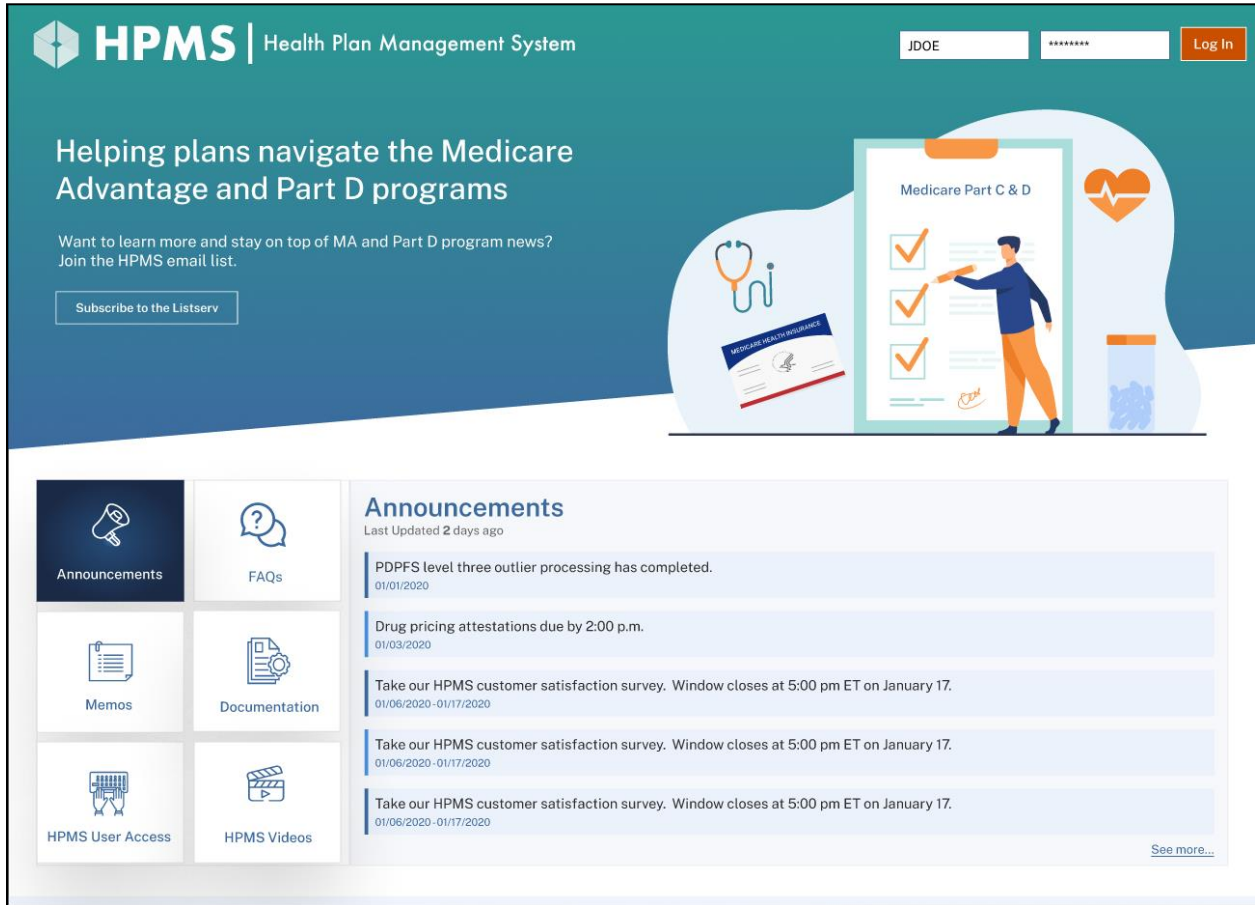 HPMS | Health Plan Management System
JDOE
********
Log In
Helping plans navigate the Medicare
Advantage and Part D programs
Want to learn more and stay on top of MA and Part D program news?
Join the HPMS email list.
Subscribe to the Listserv
Medicare Part C & D
MEDICARE HEALTH INSURANCE
Announcements
FAQs
Memos
Documentation
HPMS User Access
HPMS Videos
Announcements
Last Updated 2 days ago
PDPFS level three outlier processing has completed.
01/01/2020
Drug pricing attestations due by 2:00 p.m.
01/03/2020
Take our HPMS customer satisfaction survey. Window closes at 5:00 pm ET on January 17.
01/06/2020-01/17/2020
Take our HPMS customer satisfaction survey. Window closes at 5:00 pm ET on January 17.
01/06/2020-01/17/2020
Take our HPMS customer satisfaction survey. Window closes at 5:00 pm ET on January 17.
01/06/2020-01/17/2020
See more...